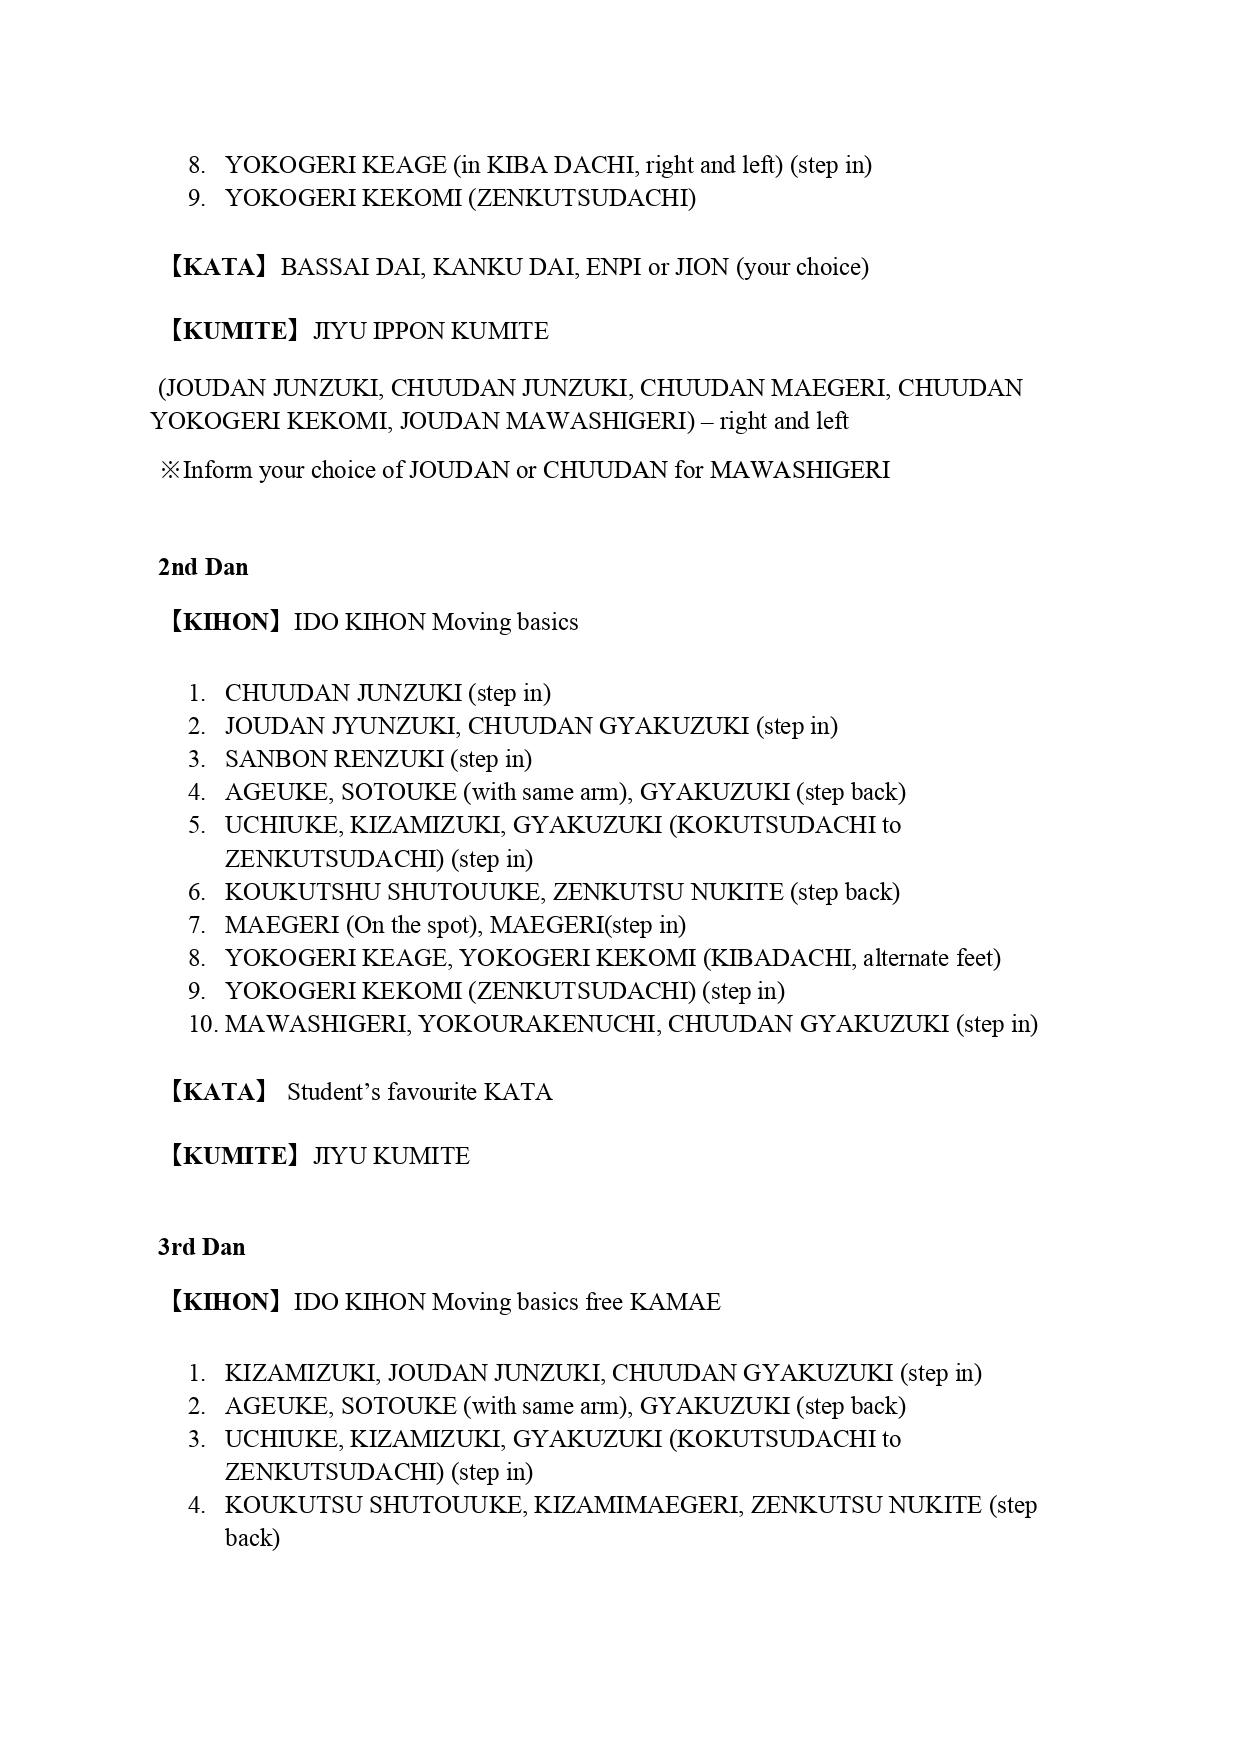 8. YOKOGERI KEAGE (in KIBA DACHI, right and left) (step in)
9. YOKOGERI KEKOMI (ZENKUTSUDACHI)
【KATA】BASSAI DAI, KANKU DAI, ENPI or JION (your choice)
【KUMITE】JIYU IPPON KUMITE
(JOUDAN JUNZUKI, CHUUDAN JUNZUKI, CHUUDAN MAEGERI, CHUUDAN
YOKOGERI KEKOMI, JOUDAN MAWASHIGERI) – right and left
※Inform your choice of JOUDAN or CHUUDAN for MAWASHIGERI
2nd Dan
【KIHON】IDO KIHON Moving basics
1. CHUUDAN JUNZUKI (step in)
2. JOUDAN JYUNZUKI, CHUUDAN GYAKUZUKI (step in)
3. SANBON RENZUKI (step in)
4. AGEUKE, SOTOUKE (with same arm), GYAKUZUKI (step back)
5. UCHIUKE, KIZAMIZUKI, GYAKUZUKI (KOKUTSUDACHI to
ZENKUTSUDACHI) (step in)
6. KOUKUTSHU SHUTOUUKE, ZENKUTSU NUKITE (step back)
7. MAEGERI (On the spot), MAEGERI(step in)
8. YOKOGERI KEAGE, YOKOGERI KEKOMI (KIBADACHI, alternate feet)
9. YOKOGERI KEKOMI (ZENKUTSUDACHI) (step in)
10. MAWASHIGERI, YOKOURAKENUCHI, CHUUDAN GYAKUZUKI (step in)
【KATA】 Student’s favourite KATA
【KUMITE】JIYU KUMITE
3rd Dan
【KIHON】IDO KIHON Moving basics free KAMAE
1. KIZAMIZUKI, JOUDAN JUNZUKI, CHUUDAN GYAKUZUKI (step in)
2. AGEUKE, SOTOUKE (with same arm), GYAKUZUKI (step back)
3. UCHIUKE, KIZAMIZUKI, GYAKUZUKI (KOKUTSUDACHI to
ZENKUTSUDACHI) (step in)
4. KOUKUTSU SHUTOUUKE, KIZAMIMAEGERI, ZENKUTSU NUKITE (step
back)